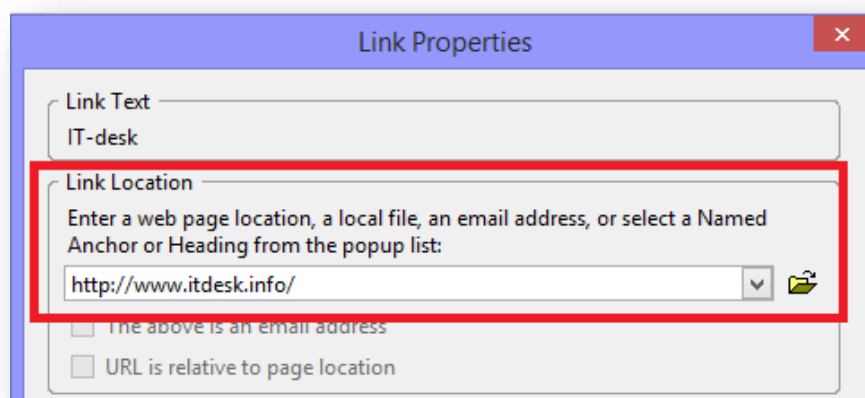 Link Properties
Link Text
IT-desk
Link Location
Enter a web page location, a local file, an email address, or select a Named
Anchor or Heading from the popup list:
http://www.itdesk.info/
The above is an email address
URL is relative to page location